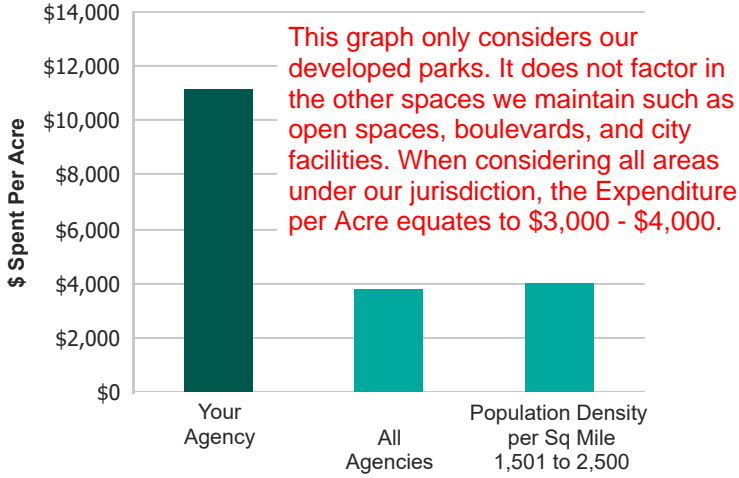 $14,000
$12,000
$10,000
$8,000
$6,000
$4,000
$2,000
$0
$ Spent Per Acre
This graph only considers our
developed parks. It does not factor in
the other spaces we maintain such as
open spaces, boulevards, and city
facilities. When considering all areas
under our jurisdiction, the Expenditure
per Acre equates to $3,000 - $4,000.
Your
Agency
All
Agencies
Population Density
per Sq Mile
1,501 to 2,500